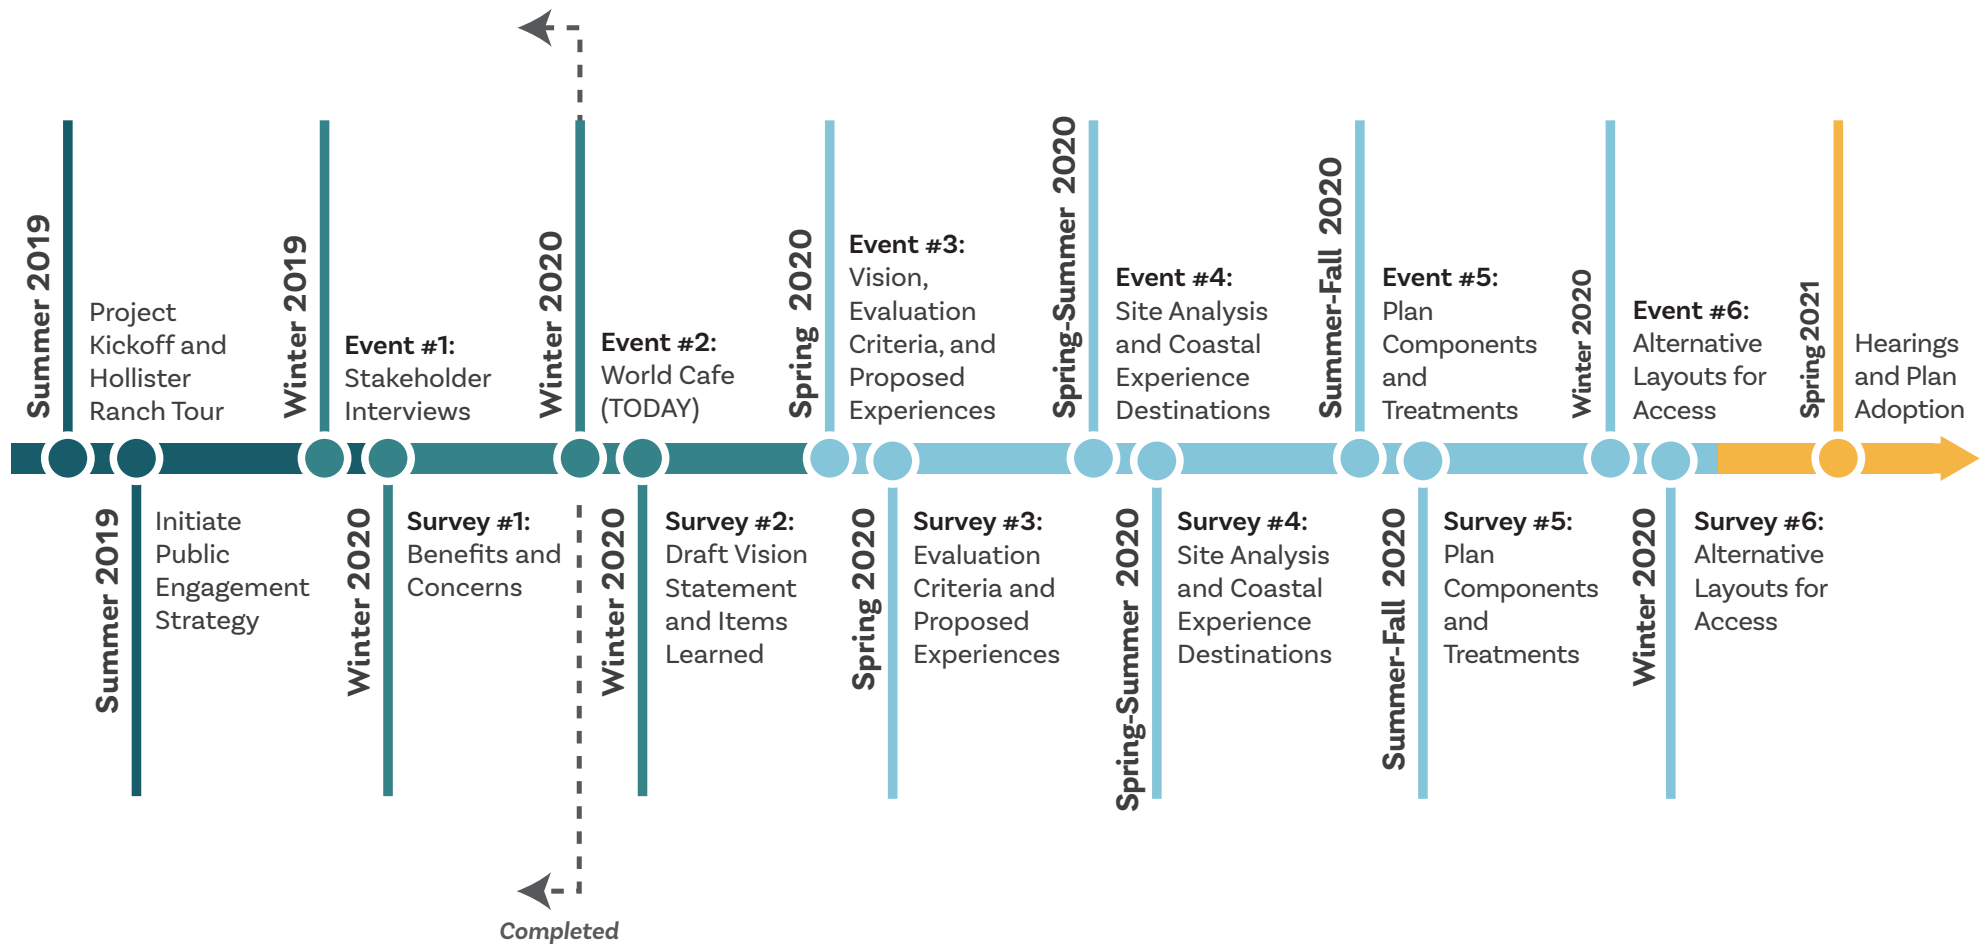 Summer 2019
Project
Kickoff and
Hollister
Ranch Tour
Winter 2019
Event #1:
Stakeholder
Interviews
Winter 2020
Event #2:
World Cafe
(TODAY)
Spring 2020
Event #3:
Vision,
Evaluation
Criteria, and
Proposed
Experiences
Spring-Summer 2020
Event #4:
Site Analysis
and Coastal
Experience
Destinations
Summer-Fall 2020
Event #5:
Plan
Components
and
Treatments
Winter 2020
Event #6:
Alternative
Layouts for
Access
Spring 2021
Hearings
and Plan
Adoption
Summer 2019
Initiate
Public
Engagement
Strategy
Winter 2020
Survey #1:
Benefits and
Concerns
Winter 2020
Survey #2:
Draft Vision
Statement
and Items
Learned
Spring 2020
Survey #3:
Evaluation
Criteria and
Proposed
Experiences
Spring-Summer 2020
Survey #4:
Site Analysis
and Coastal
Experience
Destinations
Summer-Fall 2020
Survey #5:
Plan
Components
and
Treatments
Winter 2020
Survey #6:
Alternative
Layouts for
Access
Completed